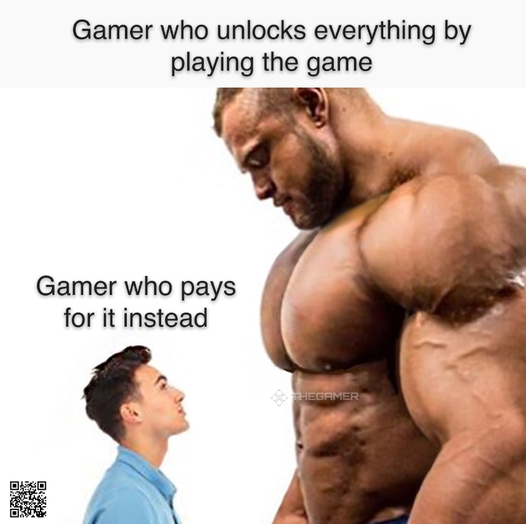 Gamer who unlocks everything by
playing the game
Gamer who pays
for it instead
THEGAMER